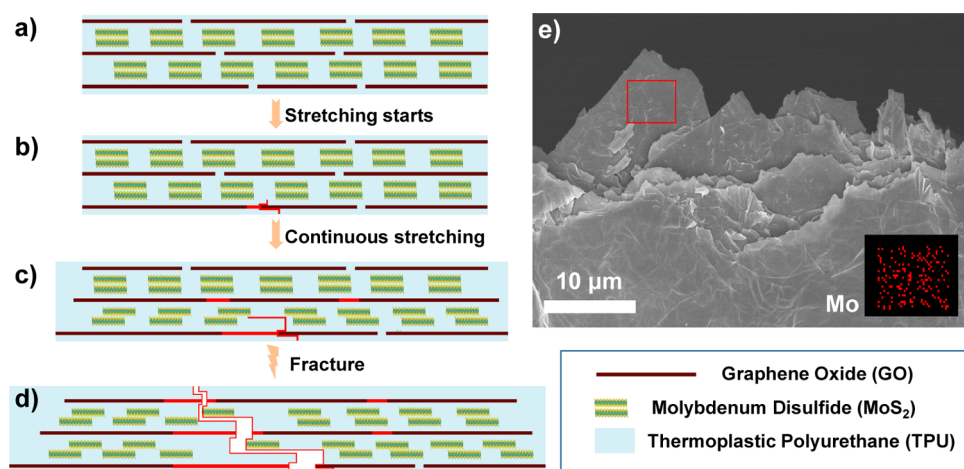 a)
Stretching starts
b)
Continuous stretching
c)
Fracture
d)
e)
10 µm
Mo
Graphene Oxide (GO)
Molybdenum Disulfide (MoS₂)
Thermoplastic Polyurethane (TPU)